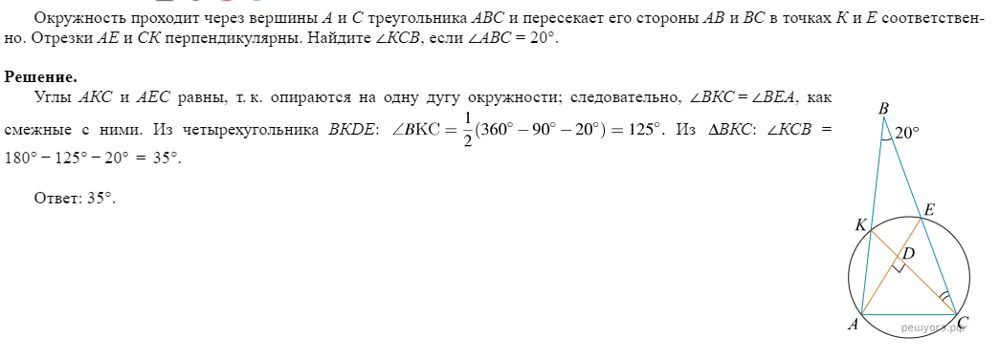 Окружность проходит через вершины A и C треугольника ABC и пересекает его стороны AB и BC в точках K и E соответствен-
но. Отрезки AE и CK перпендикулярны. Найдите ∠KCB, если ∠ABC = 20°.
Решение.
Углы AKC и AEC равны, т. к. опираются на одну дугу окружности; следовательно, ∠BKC = ∠BEA, как
смежные с ними. Из четырехугольника BKDE: ∠BKC = 1/2(360° − 90° − 20°) = 125°. Из ΔBKC: ∠KCB =
180° − 125° − 20° = 35°.
Ответ: 35°.
B
20°
E
K
D
A
C
решуогэ.рф